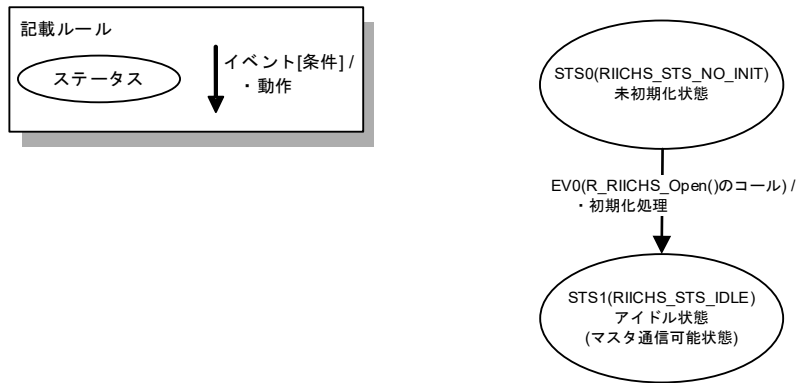 記載ルール
ステータス
イベント[条件] /
・動作
STS0(RIICHS_STS_NO_INIT)
未初期化状態
EV0(R_RIICHS_Open()のコール) /
・初期化処理
STS1(RIICHS_STS_IDLE)
アイドル状態
(マスタ通信可能状態)